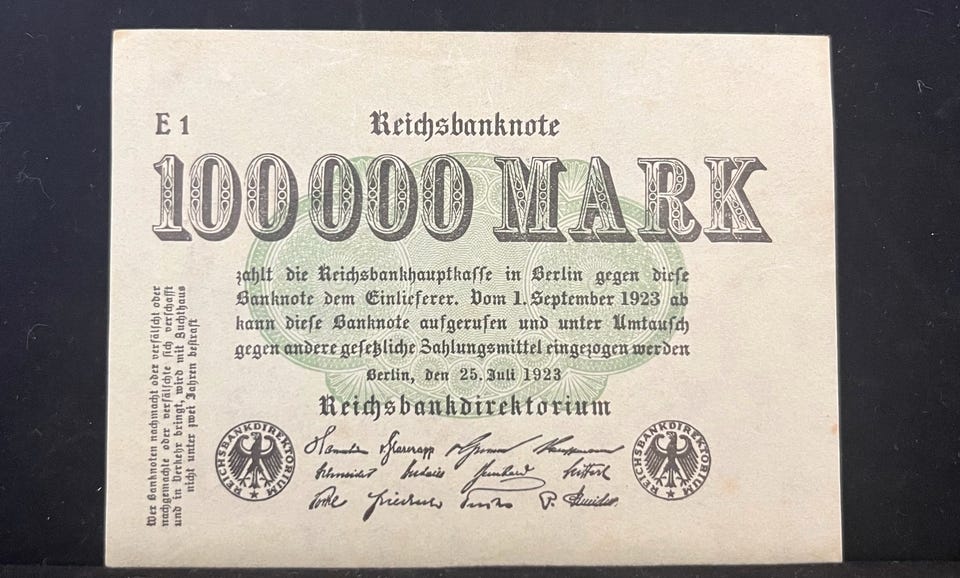 E 1
Reichsbanknote
100000 MARK
zahlt die Reichsbankhauptkasse in Berlin gegen diese
Banknote dem Einlieferer. Vom 1. September 1923 ab
kann diese Banknote aufgerufen und unter Umtausch
gegen andere gesetzliche Zahlungsmittel eingezogen werden
Berlin, den 25. Juli 1923
Reichsbankdirektorium
REICHSBANKDIREKTORIUM
REICHSBANKDIREKTORIUM
Wer Banknoten nachmacht oder verfälscht oder
nachgemachte oder verfälschte sich verschafft
und in Verkehr bringt, wird mit Zuchthaus
nicht unter zwei Jahren bestraft